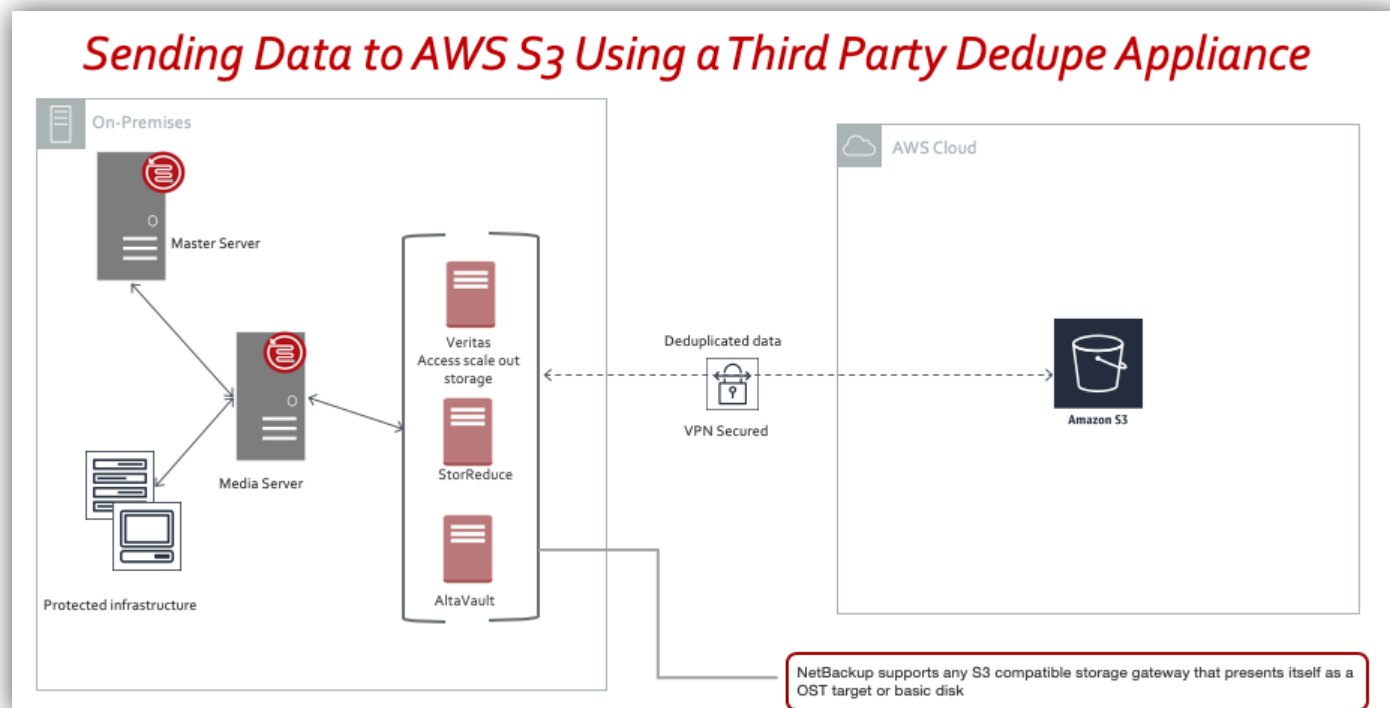 Sending Data to AWS S3 Using a Third Party Dedupe Appliance
On-Premises
AWS Cloud
Master Server
Veritas
Access scale out
storage
Deduplicated data
VPN Secured
Amazon S3
StorReduce
Media Server
AltaVault
Protected infrastructure
NetBackup supports any S3 compatible storage gateway that presents itself as a
OST target or basic disk